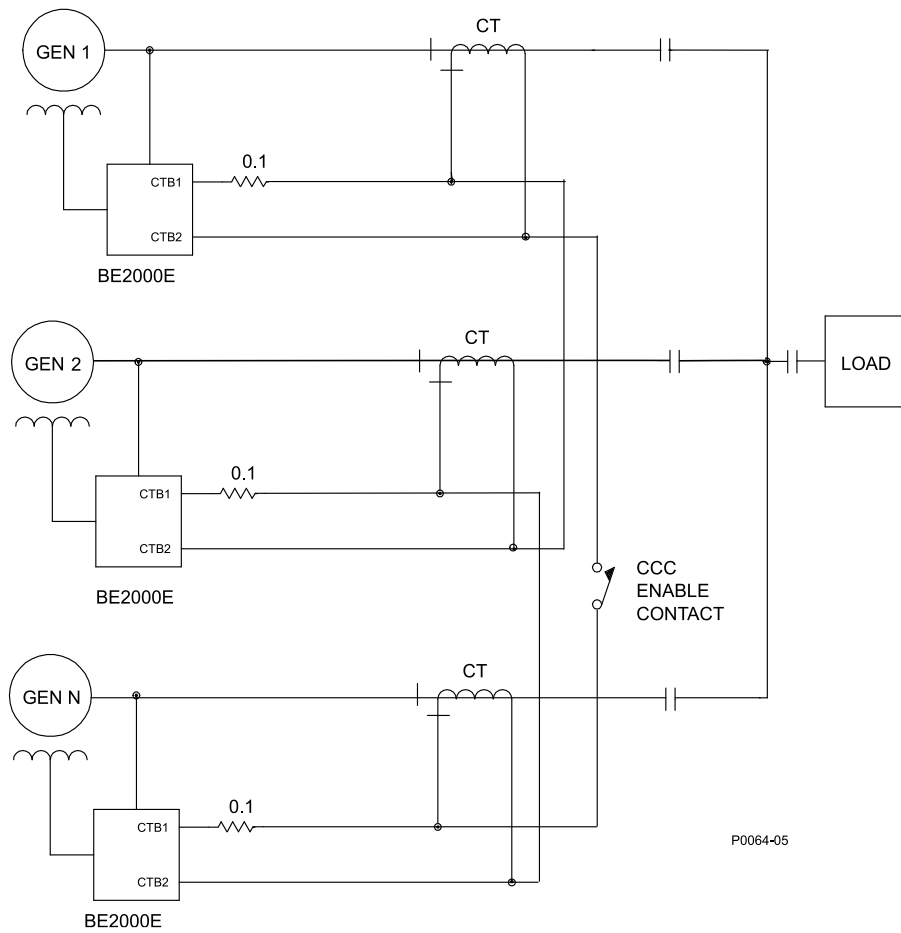 GEN 1
CT
0.1
CTB1
CTB2
BE2000E
GEN 2
CT
LOAD
0.1
CTB1
CTB2
BE2000E
CCC
ENABLE
CONTACT
GEN N
CT
0.1
CTB1
CTB2
BE2000E
P0064-05